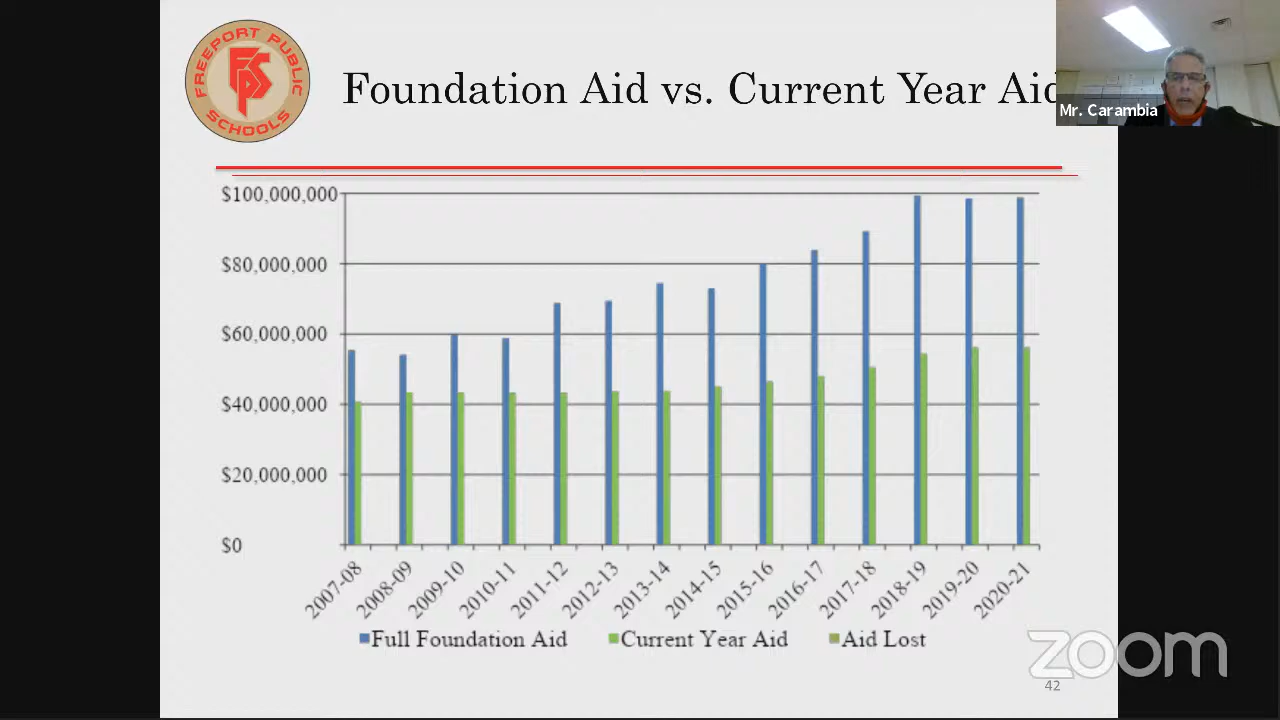 FREEPORT PUBLIC
FPS
SCHOOLS
Foundation Aid vs. Current Year Aid
Mr. Carambia
$100,000,000
$80,000,000
$60,000,000
$40,000,000
$20,000,000
$0
2007-08
2008-09
2009-10
2010-11
2011-12
2012-13
2013-14
2014-15
2015-16
2016-17
2017-18
2018-19
2019-20
2020-21
Full Foundation Aid
Current Year Aid
Aid Lost
zoom
42